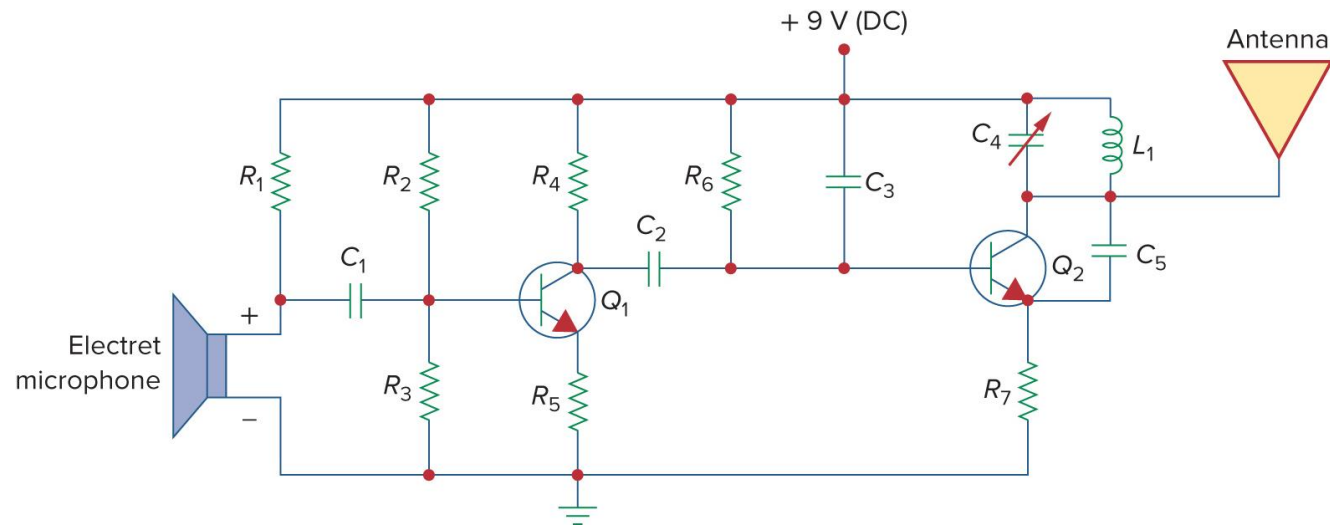 + 9 V (DC)
Antenna
C4
L1
R1
R2
R4
R6
C3
C2
C1
Q2
C5
Q1
+
Electret
microphone
–
R3
R5
R7